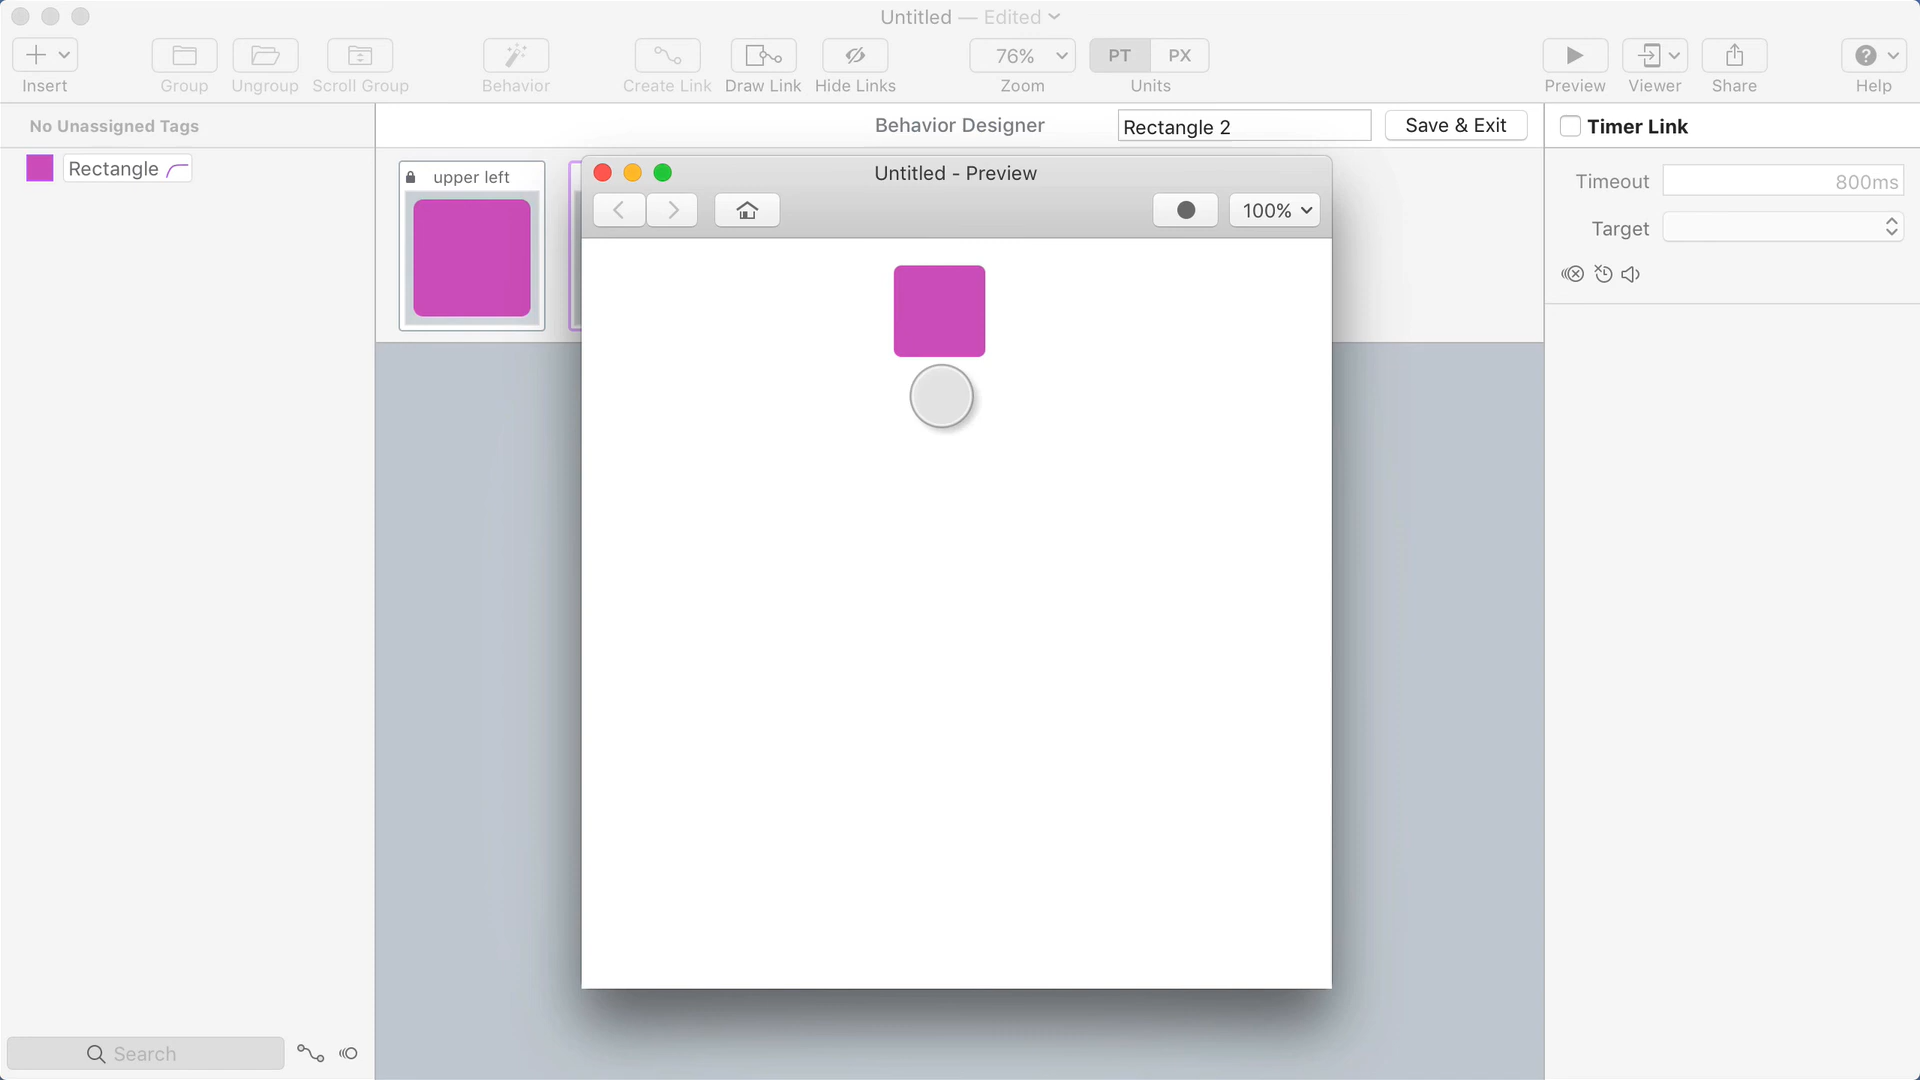 Untitled — Edited
76%
PT
PX
Insert
Group
Ungroup
Scroll Group
Behavior
Create Link
Draw Link
Hide Links
Zoom
Units
Preview
Viewer
Share
Help
No Unassigned Tags
Behavior Designer
Rectangle 2
Save & Exit
Timer Link
Rectangle
upper left
Untitled - Preview
100%
Timeout
800ms
Target
Search